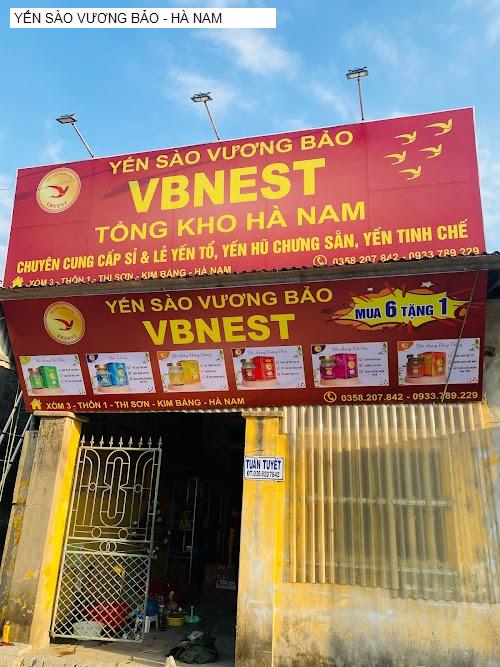 YẾN SÀO VƯƠNG BẢO - HÀ NAM
YẾN SÀO VƯƠNG BẢO
VBNEST
VBNEST
TỔNG KHO HÀ NAM
CHUYÊN CUNG CẤP SỈ & LẺ YẾN TỔ, YẾN HŨ CHƯNG SẴN, YẾN TINH CHẾ
XÓM 3 - THÔN 1 - THI SƠN - KIM BẢNG - HÀ NAM
0358.207.842 - 0933.789.229
YẾN SÀO VƯƠNG BẢO
VBNEST
VBNEST
MUA 6 TẶNG 1
XÓM 3 - THÔN 1 - THI SƠN - KIM BẢNG - HÀ NAM
0358.207.842 - 0933.789.229
TUÂN TUYẾT